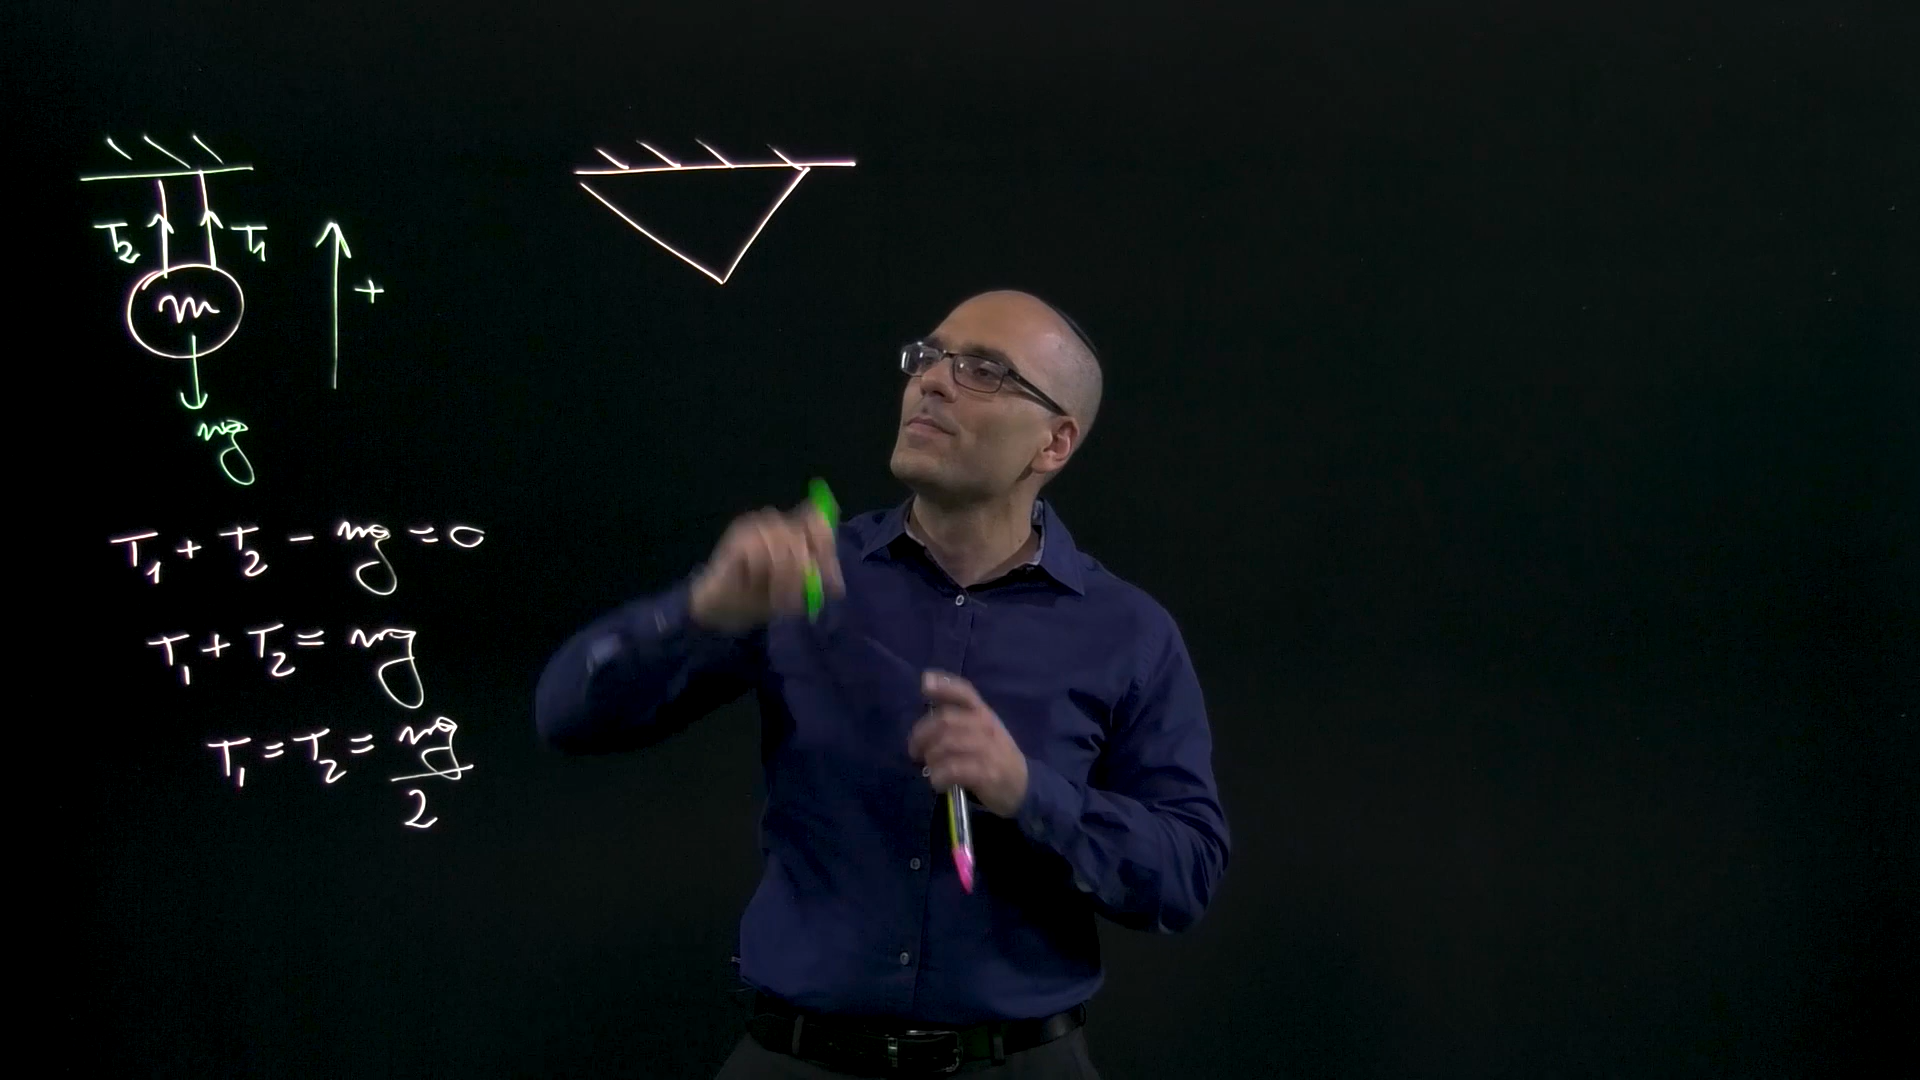 T₂ T₁
+
m
mg
T₁ + T₂ - mg = 0
T₁ + T₂ = mg
T₁ = T₂ = mg/2